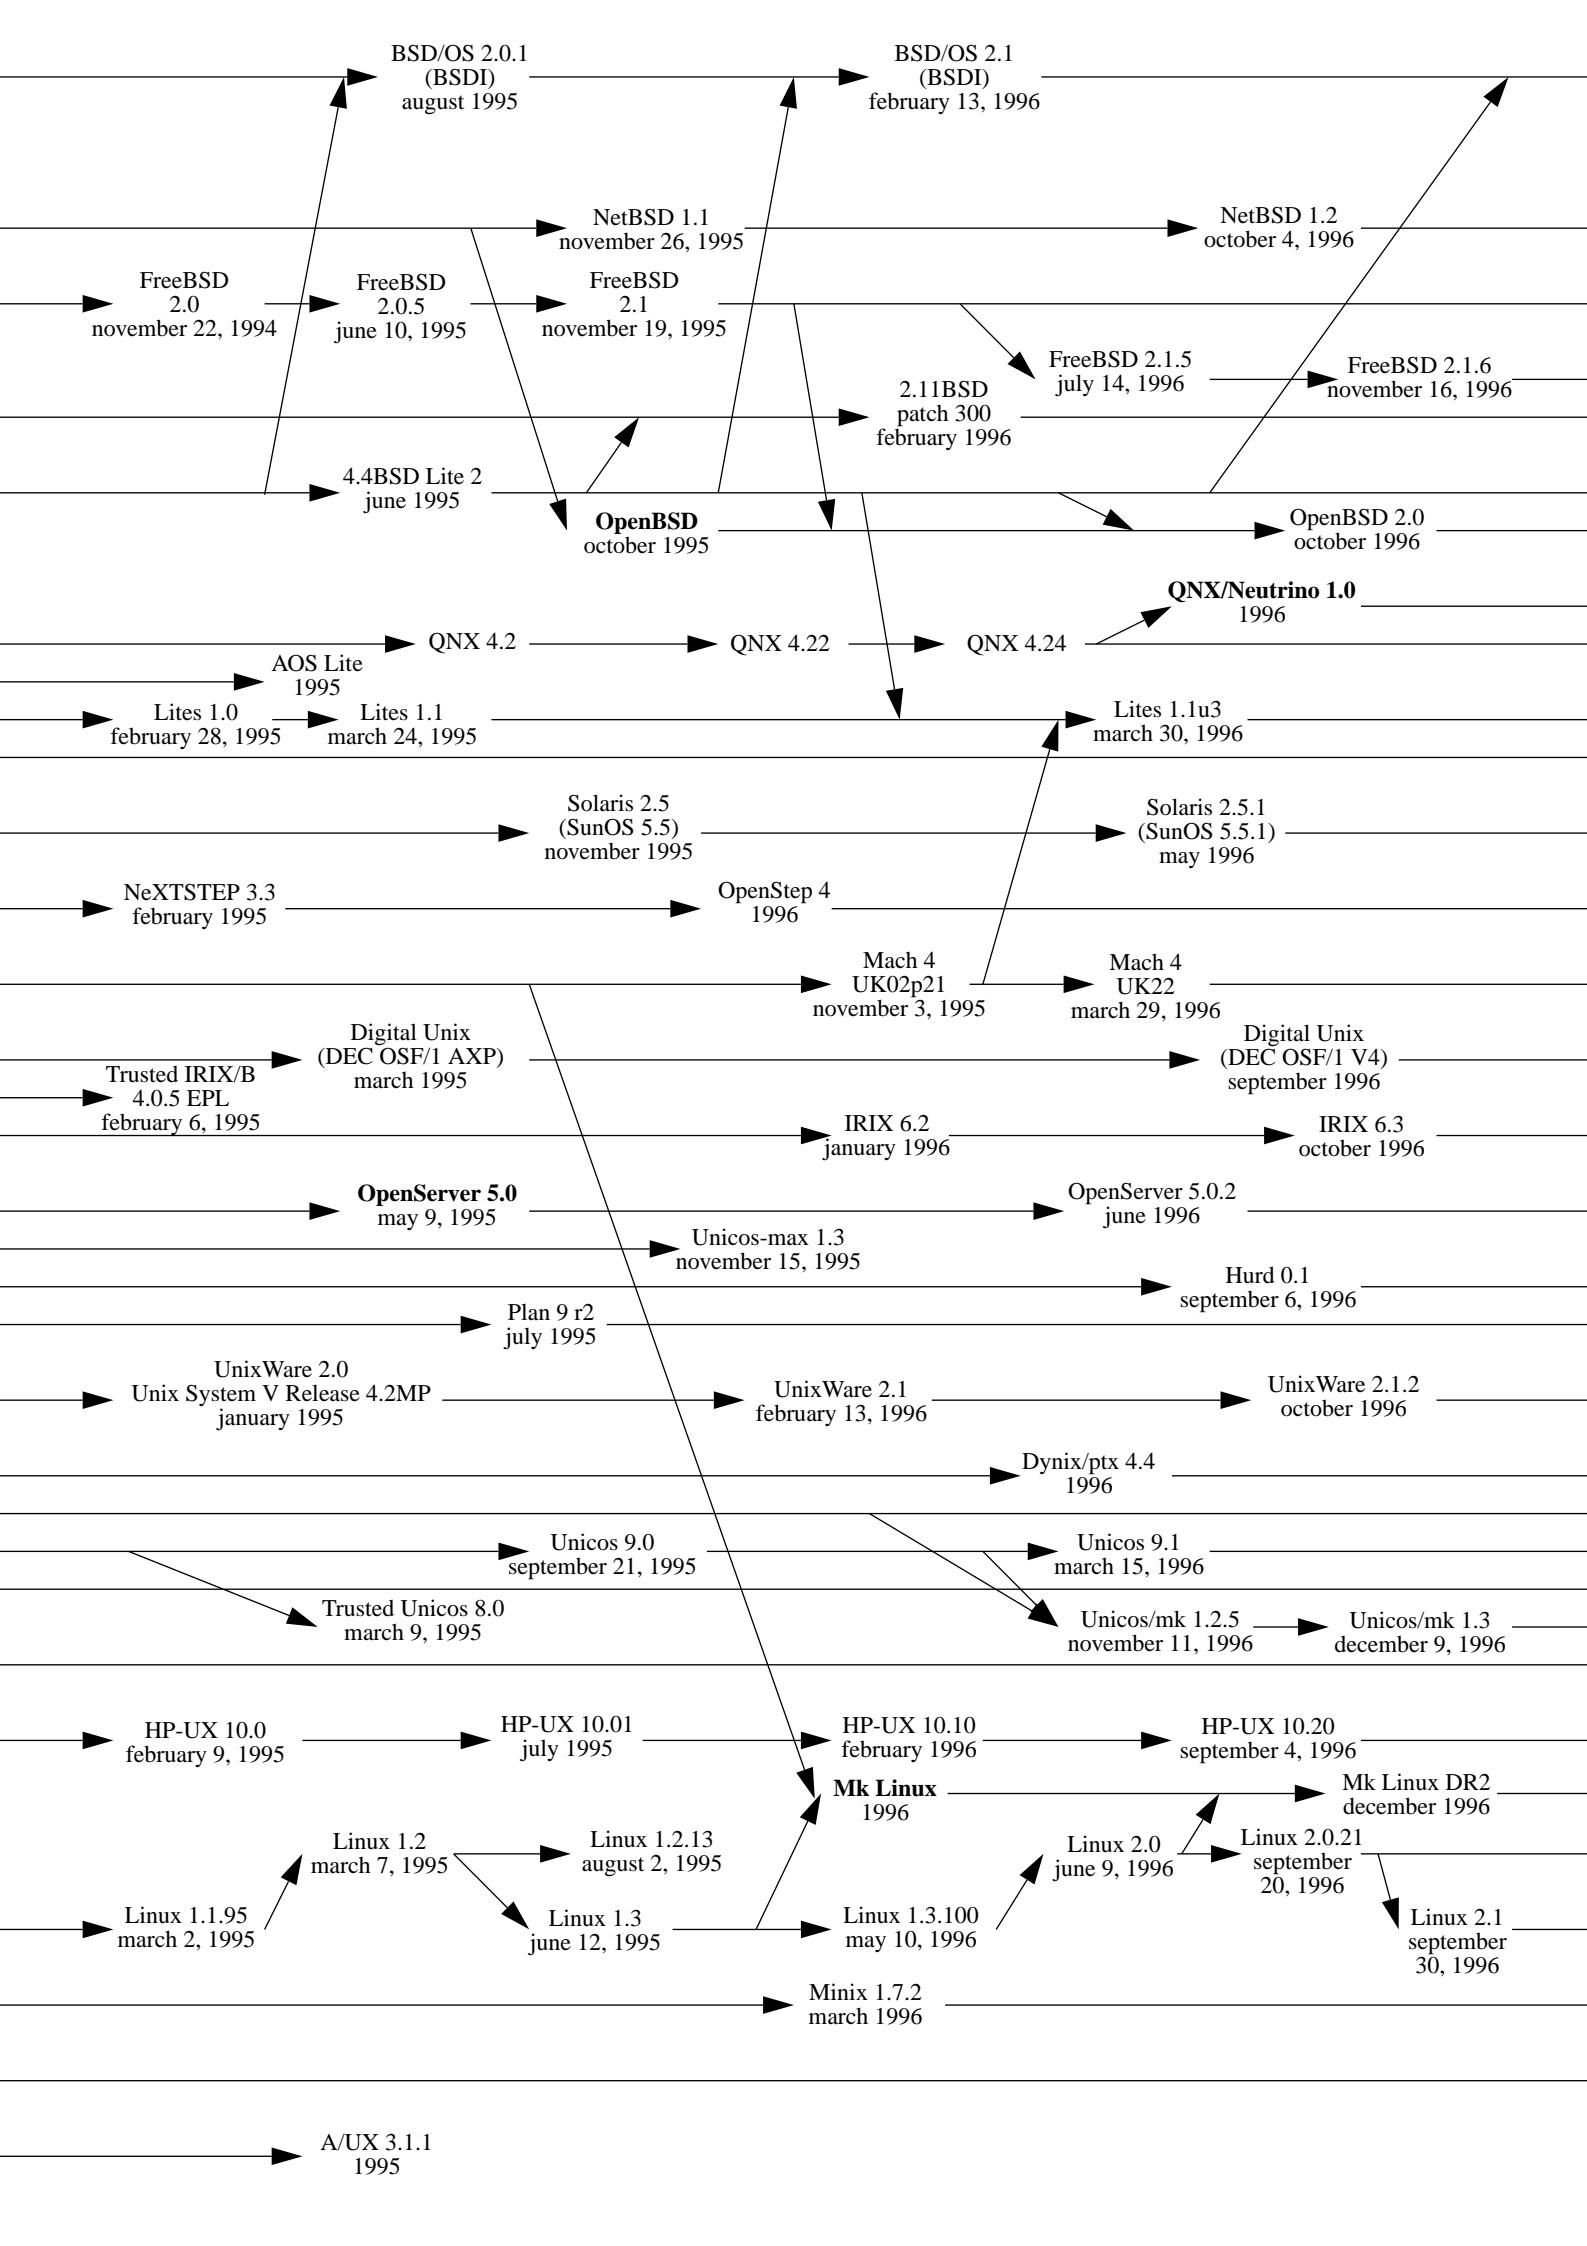 BSD/OS 2.0.1
(BSDI)
august 1995
BSD/OS 2.1
(BSDI)
february 13, 1996
NetBSD 1.1
november 26, 1995
NetBSD 1.2
october 4, 1996
FreeBSD
2.0
november 22, 1994
FreeBSD
2.0.5
june 10, 1995
FreeBSD
2.1
november 19, 1995
FreeBSD 2.1.5
july 14, 1996
FreeBSD 2.1.6
november 16, 1996
2.11BSD
patch 300
february 1996
4.4BSD Lite 2
june 1995
OpenBSD
october 1995
OpenBSD 2.0
october 1996
QNX/Neutrino 1.0
1996
QNX 4.2
QNX 4.22
QNX 4.24
AOS Lite
1995
Lites 1.0
february 28, 1995
Lites 1.1
march 24, 1995
Lites 1.1u3
march 30, 1996
Solaris 2.5
(SunOS 5.5)
november 1995
Solaris 2.5.1
(SunOS 5.5.1)
may 1996
NeXTSTEP 3.3
february 1995
OpenStep 4
1996
Mach 4
UK02p21
november 3, 1995
Mach 4
UK22
march 29, 1996
Digital Unix
(DEC OSF/1 AXP)
march 1995
Digital Unix
(DEC OSF/1 V4)
september 1996
Trusted IRIX/B
4.0.5 EPL
february 6, 1995
IRIX 6.2
january 1996
IRIX 6.3
october 1996
OpenServer 5.0
may 9, 1995
OpenServer 5.0.2
june 1996
Unicos-max 1.3
november 15, 1995
Hurd 0.1
september 6, 1996
Plan 9 r2
july 1995
UnixWare 2.0
Unix System V Release 4.2MP
january 1995
UnixWare 2.1
february 13, 1996
UnixWare 2.1.2
october 1996
Dynix/ptx 4.4
1996
Unicos 9.0
september 21, 1995
Unicos 9.1
march 15, 1996
Trusted Unicos 8.0
march 9, 1995
Unicos/mk 1.2.5
november 11, 1996
Unicos/mk 1.3
december 9, 1996
HP-UX 10.0
february 9, 1995
HP-UX 10.01
july 1995
HP-UX 10.10
february 1996
HP-UX 10.20
september 4, 1996
Mk Linux
1996
Mk Linux DR2
december 1996
Linux 1.2
march 7, 1995
Linux 1.2.13
august 2, 1995
Linux 2.0
june 9, 1996
Linux 2.0.21
september
20, 1996
Linux 1.1.95
march 2, 1995
Linux 1.3
june 12, 1995
Linux 1.3.100
may 10, 1996
Linux 2.1
september
30, 1996
Minix 1.7.2
march 1996
A/UX 3.1.1
1995